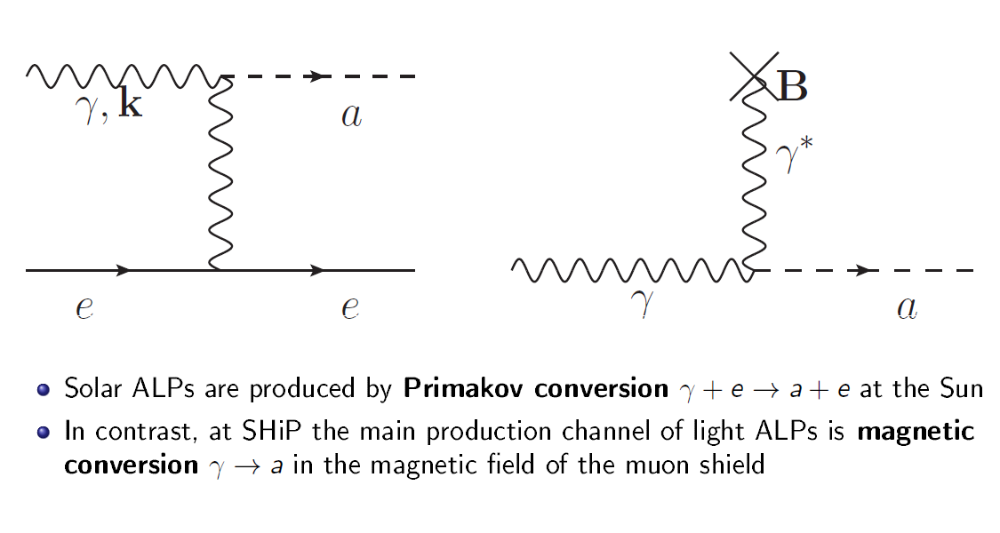 γ, k
a
e
e
B
γ*
γ
a
Solar ALPs are produced by Primakov conversion γ + e → a + e at the Sun
In contrast, at SHiP the main production channel of light ALPs is magnetic
conversion γ → a in the magnetic field of the muon shield